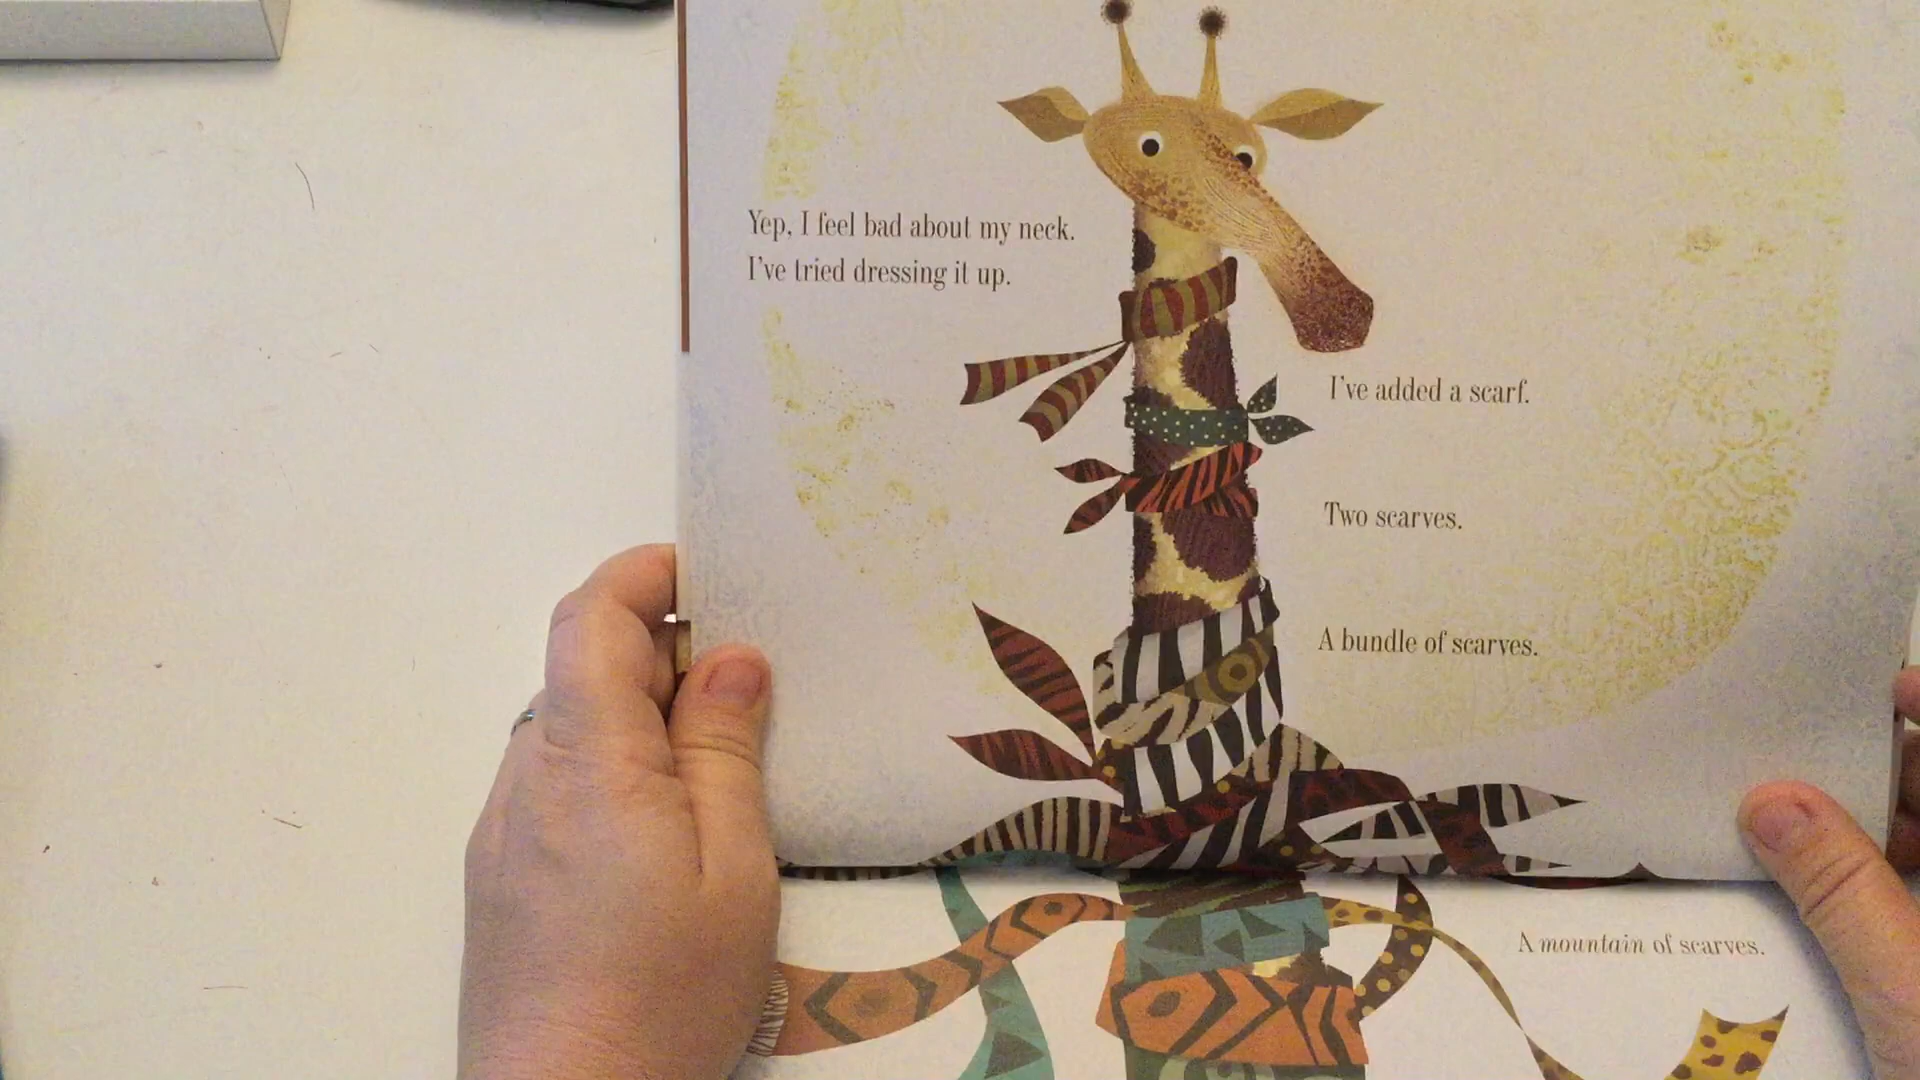 Yep, I feel bad about my neck.
I've tried dressing it up.
I've added a scarf.
Two scarves.
A bundle of scarves.
A mountain of scarves.